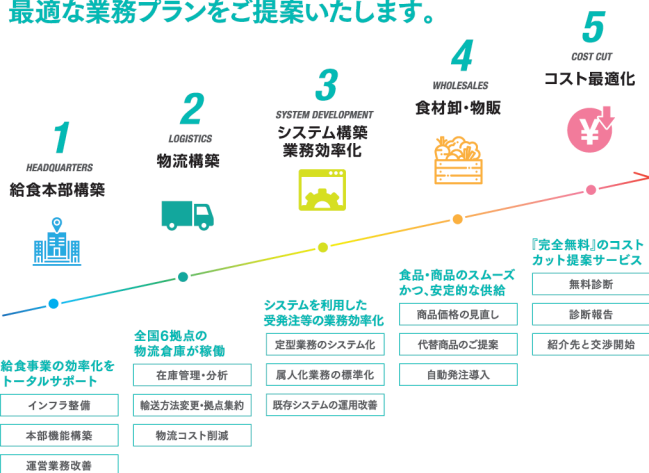 最適な業務プランをご提案いたします。
1
HEADQUARTERS
給食本部構築
給食事業の効率化を
トータルサポート
インフラ整備
本部機能構築
運営業務改善
2
LOGISTICS
物流構築
全国6拠点の
物流倉庫が稼働
在庫管理・分析
輸送方法変更・拠点集約
物流コスト削減
3
SYSTEM DEVELOPMENT
システム構築
業務効率化
システムを利用した
受発注等の業務効率化
定型業務のシステム化
属人化業務の標準化
既存システムの運用改善
4
WHOLESALES
食材卸・物販
食品・商品のスムーズ
かつ、安定的な供給
商品価格の見直し
代替商品のご提案
自動発注導入
5
COST CUT
コスト最適化
¥
『完全無料』のコスト
カット提案サービス
無料診断
診断報告
紹介先と交渉開始